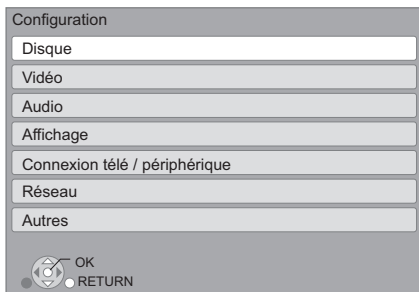 Configuration
Disque
Vidéo
Audio
Affichage
Connexion télé / périphérique
Réseau
Autres
OK
RETURN